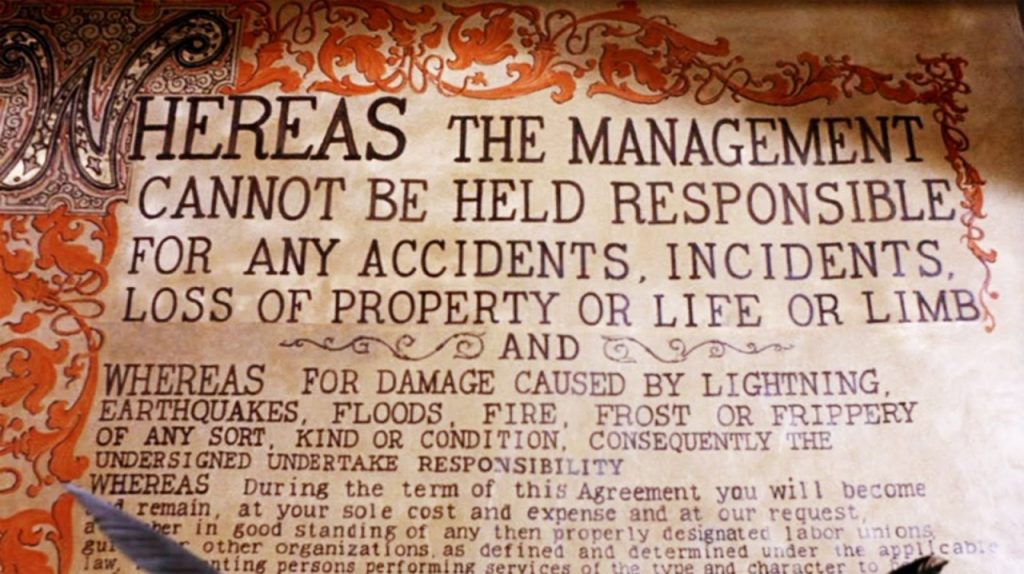 WHEREAS THE MANAGEMENT
CANNOT BE HELD RESPONSIBLE
FOR ANY ACCIDENTS, INCIDENTS,
LOSS OF PROPERTY OR LIFE OR LIMB
AND
WHEREAS FOR DAMAGE CAUSED BY LIGHTNING,
EARTHQUAKES, FLOODS, FIRE, FROST OR FRIPPERY
OF ANY SORT, KIND OR CONDITION, CONSEQUENTLY THE
UNDERSIGNED UNDERTAKE RESPONSIBILITY
WHEREAS During the term of this Agreement you will become
and remain, at your sole cost and expense and at our request,
in good standing of any then properly designated labor unions,
other organizations, as defined and determined under the applicable
law, persons performing services of the type and character to